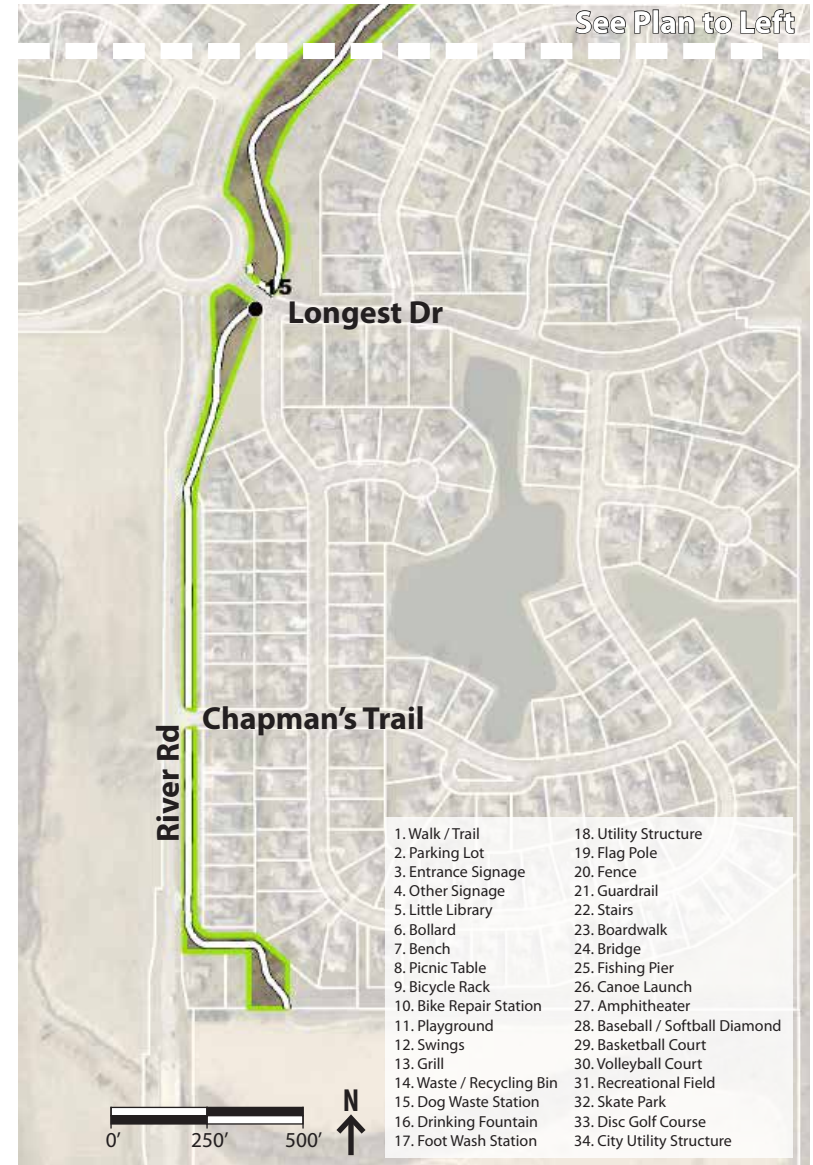 See Plan to Left
15
Longest Dr
Chapman's Trail
River Rd
1. Walk / Trail
2. Parking Lot
3. Entrance Signage
4. Other Signage
5. Little Library
6. Bollard
7. Bench
8. Picnic Table
9. Bicycle Rack
10. Bike Repair Station
11. Playground
12. Swings
13. Grill
14. Waste / Recycling Bin
15. Dog Waste Station
16. Drinking Fountain
17. Foot Wash Station
18. Utility Structure
19. Flag Pole
20. Fence
21. Guardrail
22. Stairs
23. Boardwalk
24. Bridge
25. Fishing Pier
26. Canoe Launch
27. Amphitheater
28. Baseball / Softball Diamond
29. Basketball Court
30. Volleyball Court
31. Recreational Field
32. Skate Park
33. Disc Golf Course
34. City Utility Structure
N
0' 250' 500'